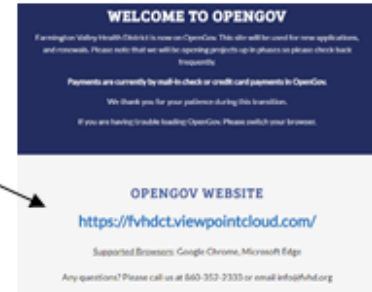 WELCOME TO OPENGOV
Farmington Valley Health District is now on OpenGov. This site will be used for new applications,
and renewals. Please note that we will be opening projects up in phases so please check back
frequently.
Payments are currently by mail-in check or credit card payments in OpenGov.
We thank you for your patience during this transition.
If you are having trouble loading OpenGov, Please switch your browser.
OPENGOV WEBSITE
https://fvhdct.viewpointcloud.com/
Supported Browsers: Google Chrome, Microsoft Edge
Any questions? Please call us at 860-352-2333 or email info@fvhd.org